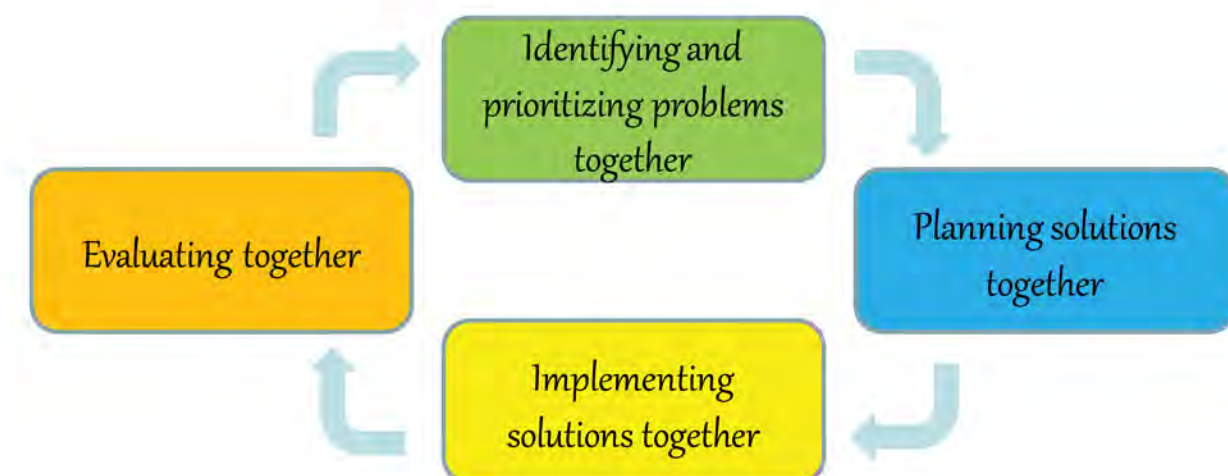 Identifying and
prioritizing problems
together
Planning solutions
together
Implementing
solutions together
Evaluating together